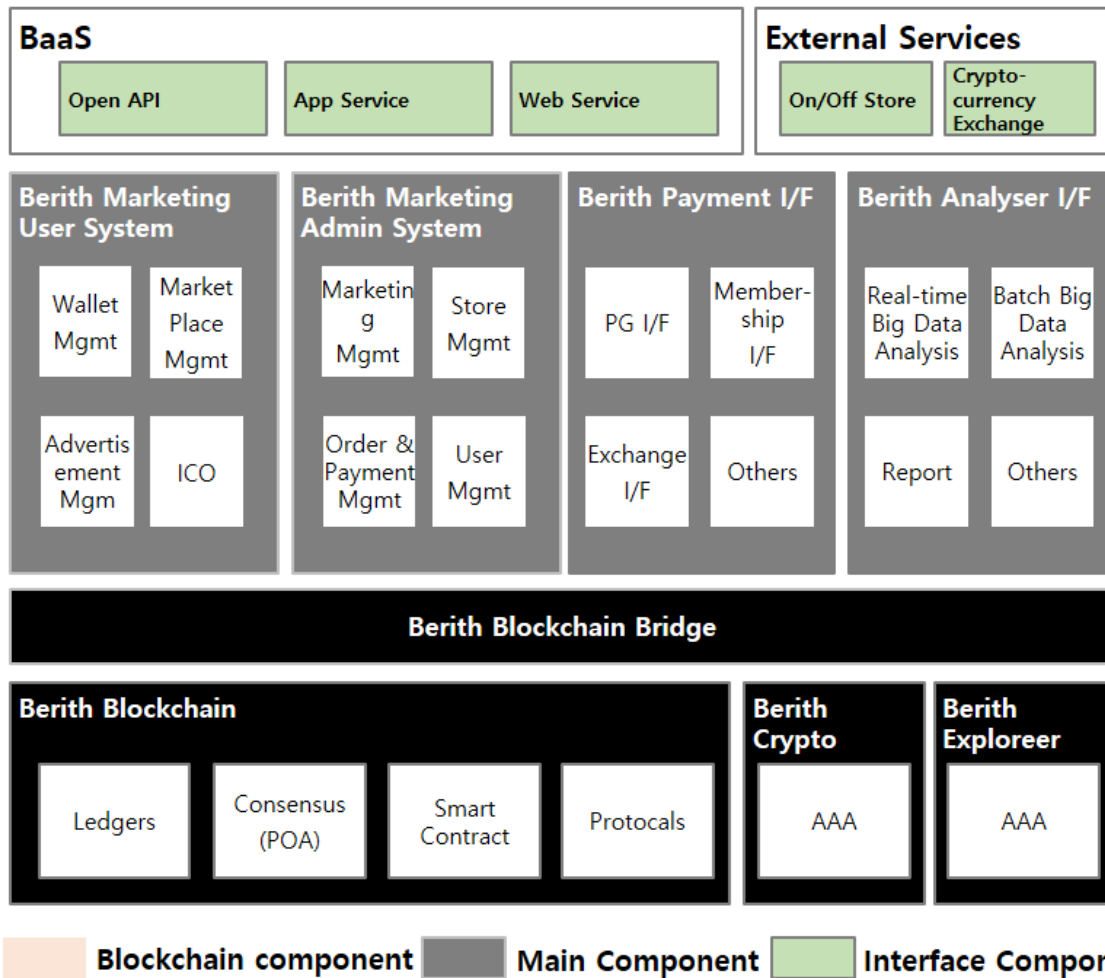 BaaS
Open API
App Service
Web Service
External Services
On/Off Store
Crypto-
currency
Exchange
Berith Marketing
User System
Wallet
Mgmt
Market
Place
Mgmt
Advertis
ement
Mgm
ICO
Berith Marketing
Admin System
Marketin
g
Mgmt
Store
Mgmt
Order &
Payment
Mgmt
User
Mgmt
Berith Payment I/F
PG I/F
Member-
ship
I/F
Exchange
I/F
Others
Berith Analyser I/F
Real-time
Big Data
Analysis
Batch Big
Data
Analysis
Report
Others
Berith Blockchain Bridge
Berith Blockchain
Ledgers
Consensus
(POA)
Smart
Contract
Protocals
Berith
Crypto
AAA
Berith
Exploreer
AAA
Blockchain component
Main Component
Interface Compon